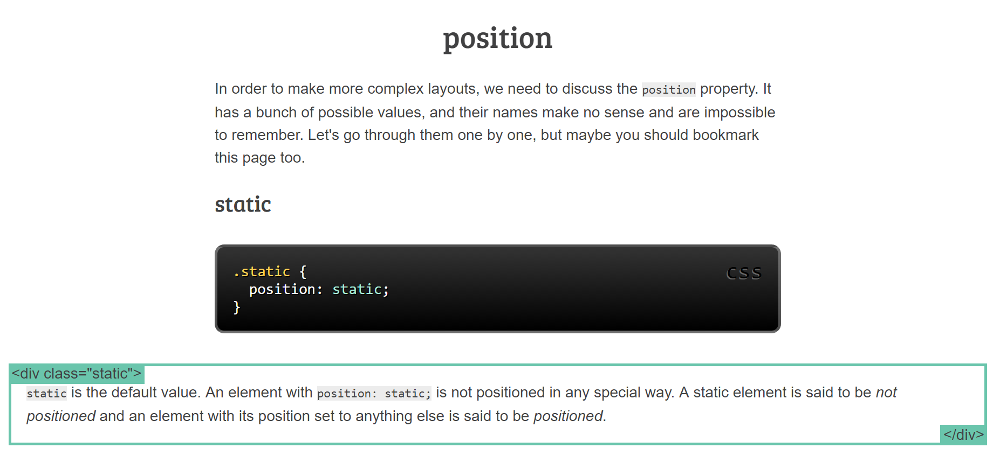 position
In order to make more complex layouts, we need to discuss the position property. It
has a bunch of possible values, and their names make no sense and are impossible
to remember. Let's go through them one by one, but maybe you should bookmark
this page too.
static
.static {
CSS
position: static;
}
<div class="static">
static is the default value. An element with position: static; is not positioned in any special way. A static element is said to be not
positioned and an element with its position set to anything else is said to be positioned.
</div>